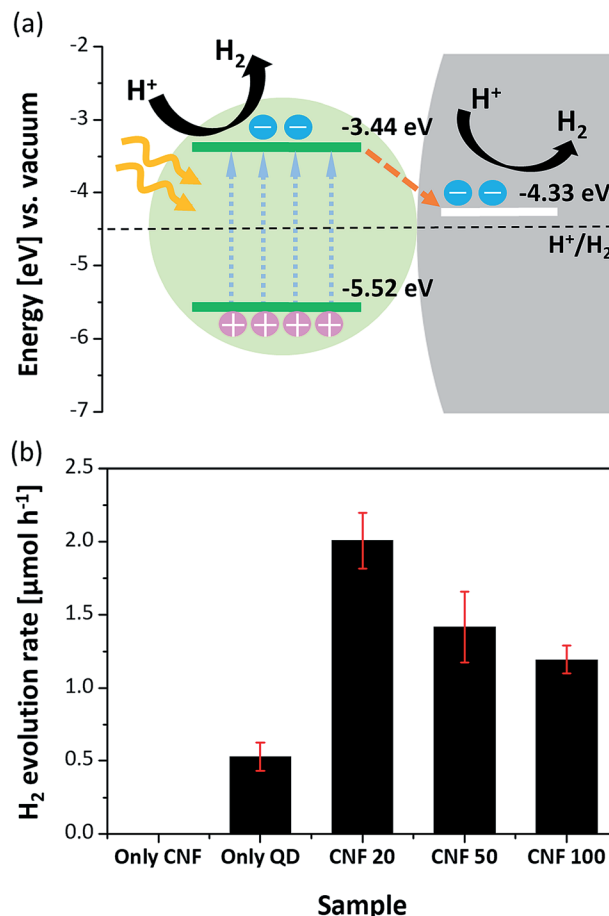 (a)
Energy [eV] vs. vacuum
-2
-3
-4
-5
-6
-7
H⁺
H₂
-3.44 eV
-5.52 eV
H⁺
H₂
-4.33 eV
H⁺/H₂
(b)
H₂ evolution rate [µmol h⁻¹]
2.5
2.0
1.5
1.0
0.5
0.0
Only CNF Only QD CNF 20 CNF 50 CNF 100
Sample